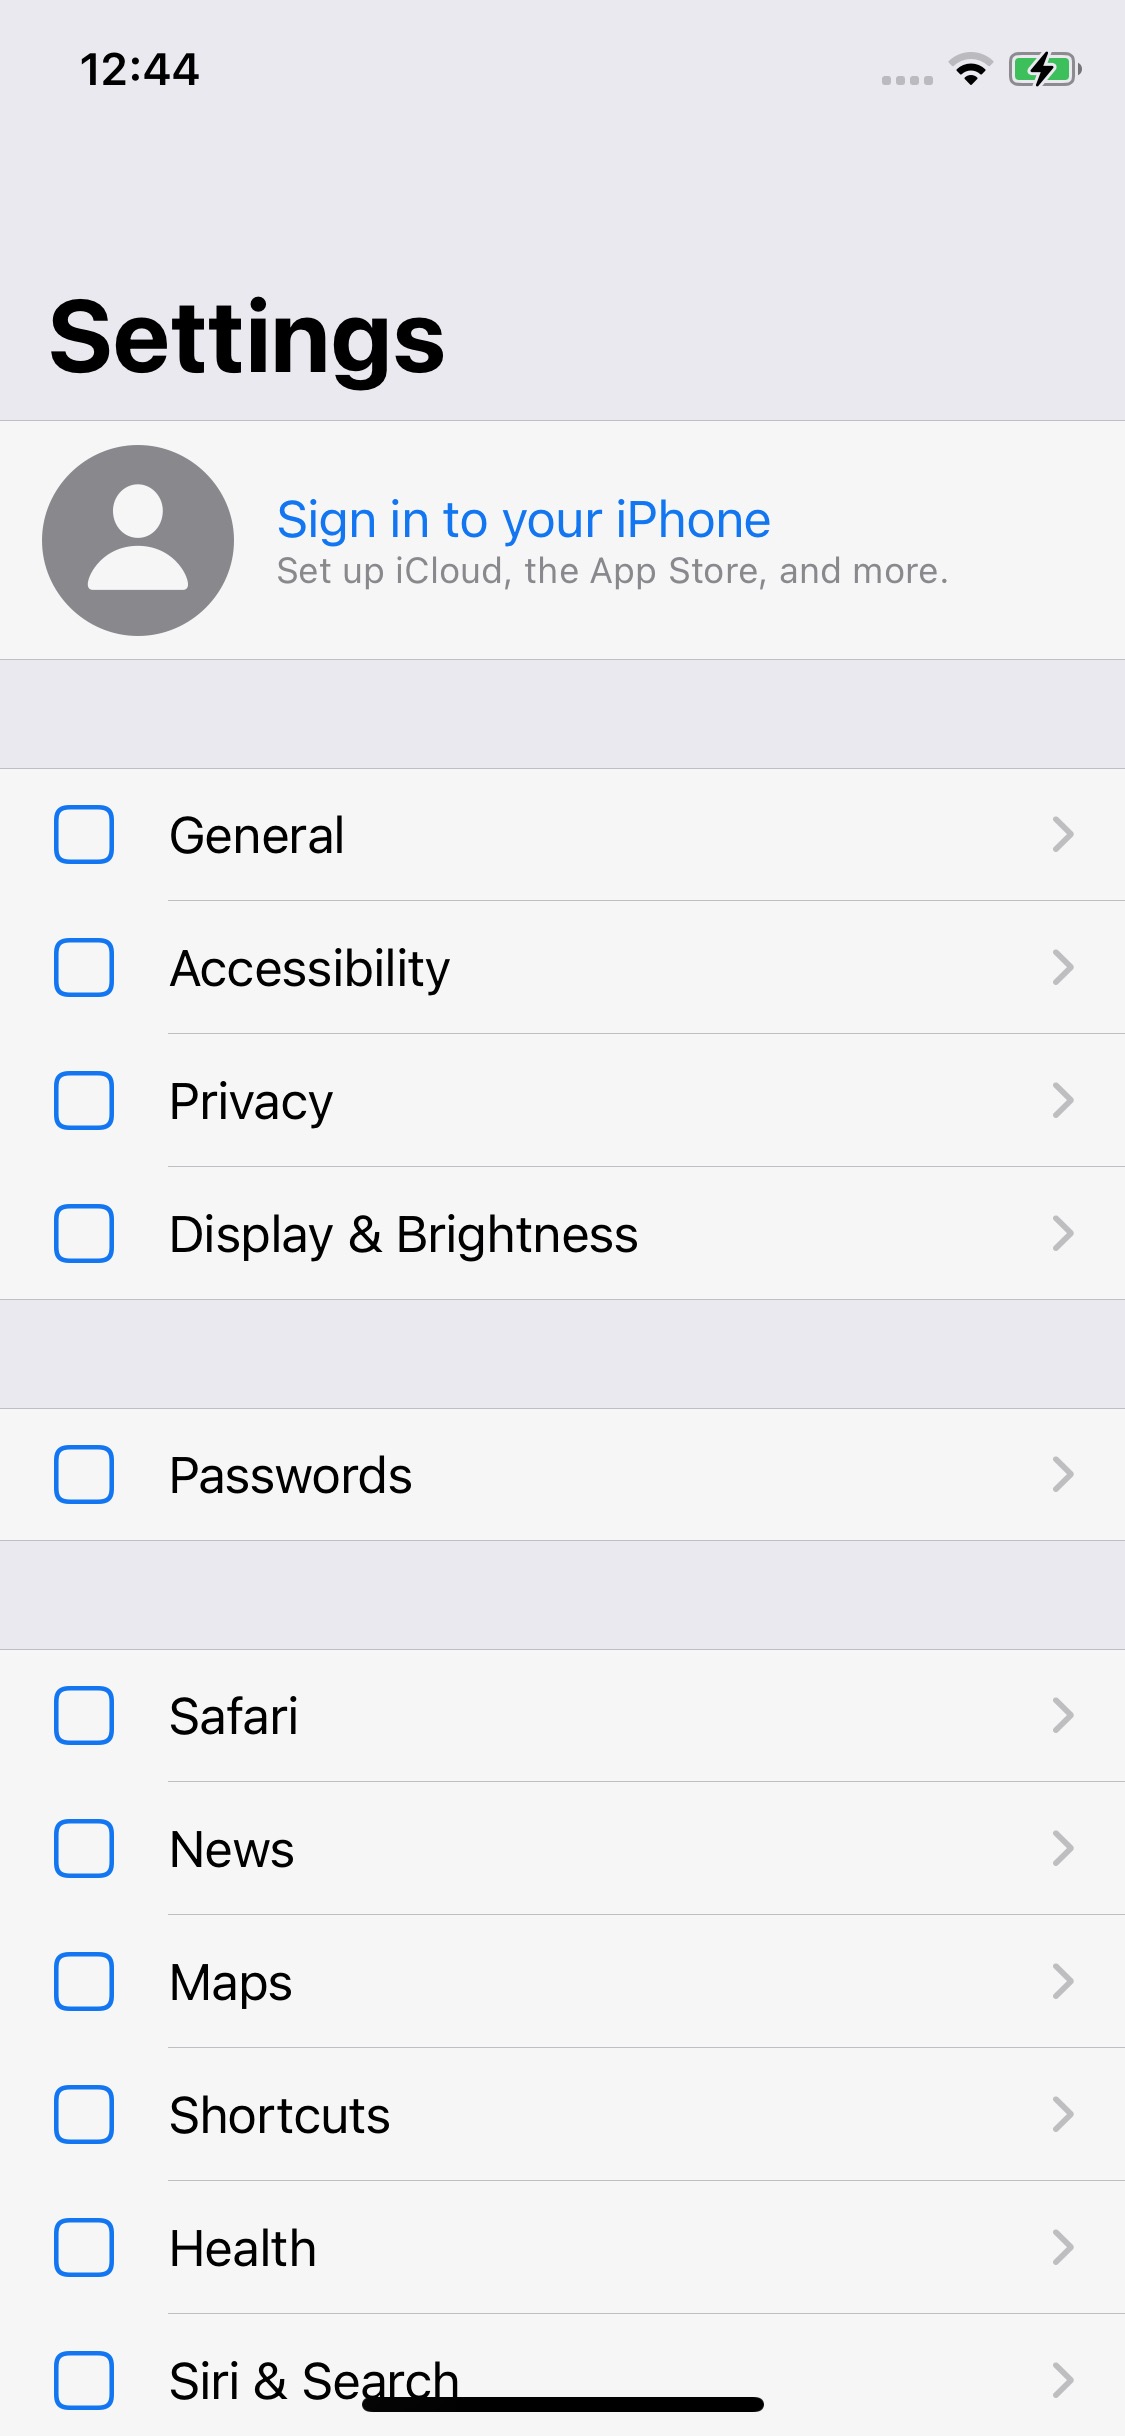 12:44
Settings
Sign in to your iPhone
Set up iCloud, the App Store, and more.
General
Accessibility
Privacy
Display & Brightness
Passwords
Safari
News
Maps
Shortcuts
Health
Siri & Search